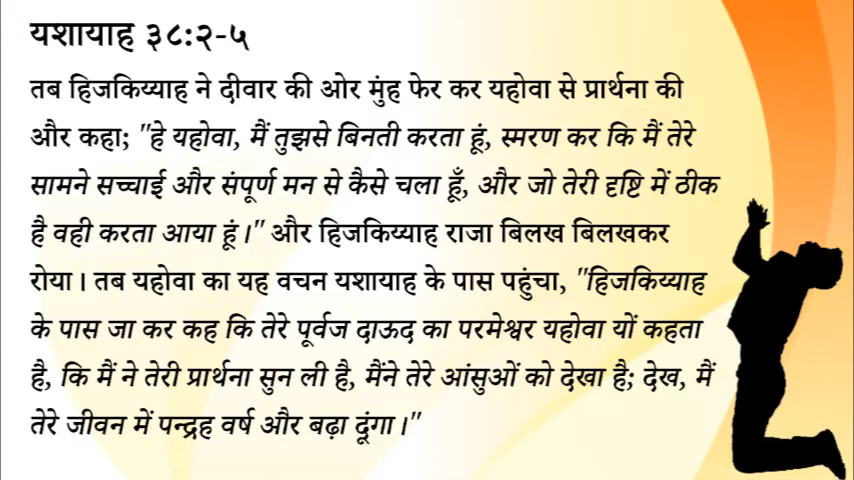 यशायाह ३८:२-५
तब हिजकिय्याह ने दीवार की ओर मुंह फेर कर यहोवा से प्रार्थना की
और कहा; "हे यहोवा, मैं तुझसे बिनती करता हूं, स्मरण कर कि मैं तेरे
सामने सच्चाई और संपूर्ण मन से कैसे चला हूँ, और जो तेरी दृष्टि में ठीक
है वही करता आया हूं।" और हिजकिय्याह राजा बिलख बिलखकर
रोया। तब यहोवा का यह वचन यशायाह के पास पहुंचा, "हिजकिय्याह
के पास जा कर कह कि तेरे पूर्वज दाऊद का परमेश्वर यहोवा यों कहता
है, कि मैं ने तेरी प्रार्थना सुन ली है, मैंने तेरे आंसुओं को देखा है; देख, मैं
तेरे जीवन में पन्द्रह वर्ष और बढ़ा दूंगा।"